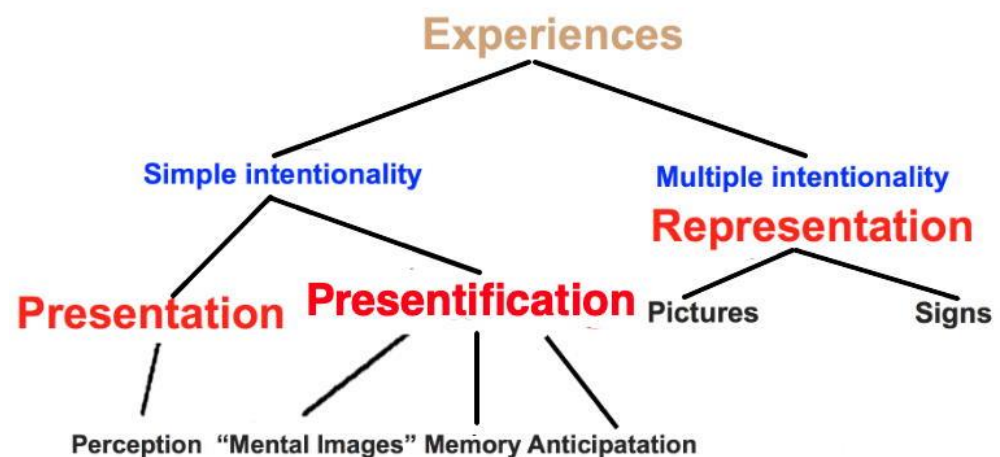 Experiences
Simple intentionality
Multiple intentionality
Representation
Presentation
Presentification
Pictures
Signs
Perception
“Mental Images”
Memory
Anticipatation